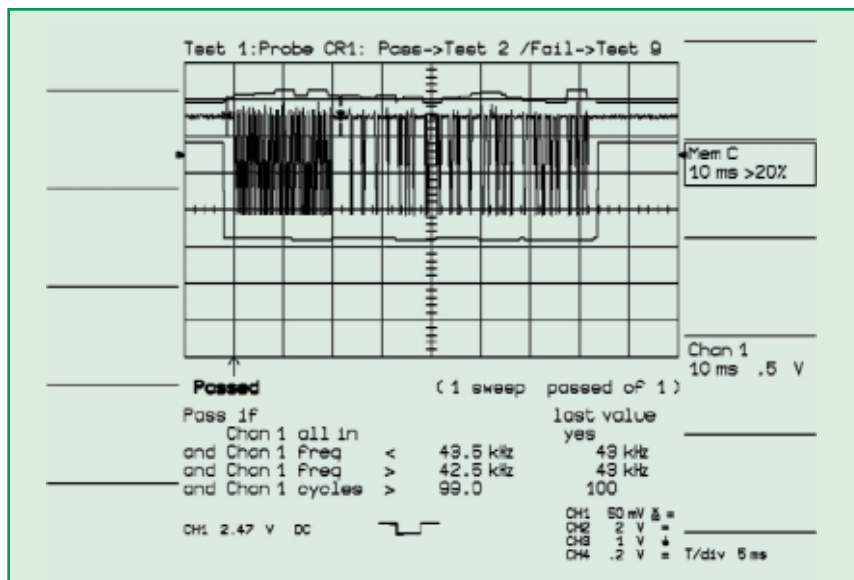 Test 1:Probe CR1: Pass->Test 2 /Fail->Test 9
Mem C
10 ms >20%
Chan 1
10 ms .5 V
Passed (1 sweep passed of 1)
Pass if last value
Chan 1 all in yes
and Chan 1 freq < 43.5 kHz 43 kHz
and Chan 1 freq > 42.5 kHz 43 kHz
and Chan 1 cycles > 99.0 100
CH1 2.47 V DC
CH1 50 mV
CH2 2 V =
CH3 1 V
CH4 .2 V =
T/div 5 ms